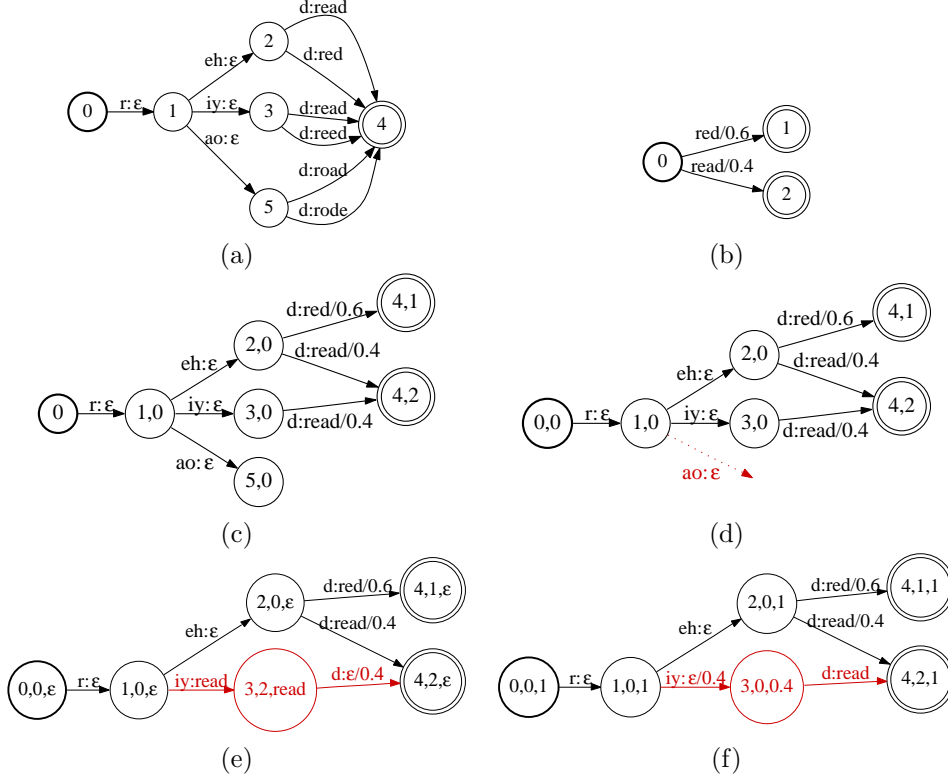 d:read
2
eh:ε
d:red
0
r:ε
1
iy:ε
3
d:read
d:reed
4
ao:ε
d:road
5
d:rode
(a)
red/0.6
1
0
read/0.4
2
(b)
4,1
d:red/0.6
2,0
eh:ε
d:read/0.4
0
r:ε
1,0
iy:ε
3,0
d:read/0.4
4,2
ao:ε
5,0
(c)
4,1
d:red/0.6
2,0
eh:ε
d:read/0.4
0,0
r:ε
1,0
iy:ε
3,0
d:read/0.4
4,2
ao:ε
(d)
d:red/0.6
4,1,ε
2,0,ε
eh:ε
d:read/0.4
0,0,ε
r:ε
1,0,ε
iy:read
3,2,read
d:ε/0.4
4,2,ε
(e)
d:red/0.6
4,1,1
2,0,1
eh:ε
d:read/0.4
0,0,1
r:ε
1,0,1
iy:ε/0.4
3,0,0.4
d:read
4,2,1
(f)